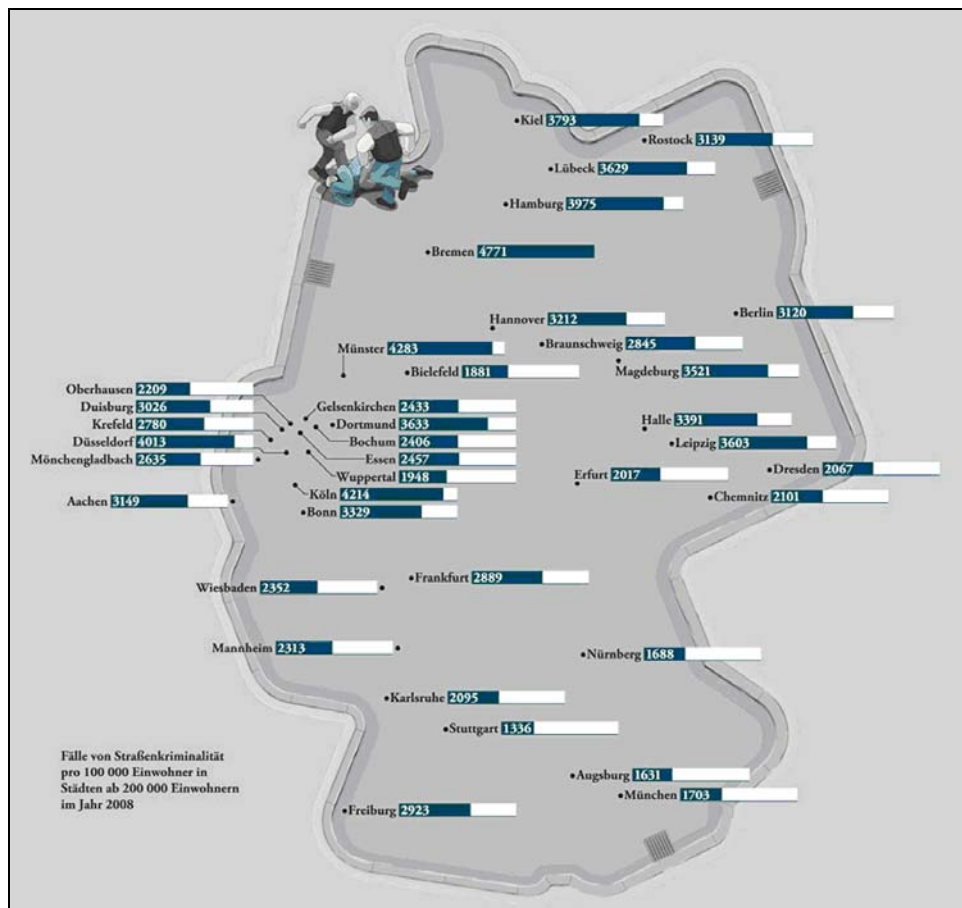 Kiel 3793
Rostock 3139
Lübeck 3629
Hamburg 3975
Bremen 4771
Berlin 3120
Hannover 3212
Braunschweig 2845
Münster 4283
Magdeburg 3521
Bielefeld 1881
Oberhausen 2209
Duisburg 3026
Krefeld 2780
Düsseldorf 4013
Mönchengladbach 2635
Gelsenkirchen 2433
Dortmund 3633
Bochum 2406
Essen 2457
Wuppertal 1948
Köln 4214
Bonn 3329
Halle 3391
Leipzig 3603
Dresden 2067
Erfurt 2017
Chemnitz 2101
Aachen 3149
Frankfurt 2889
Wiesbaden 2352
Mannheim 2313
Nürnberg 1688
Karlsruhe 2095
Stuttgart 1336
Augsburg 1631
München 1703
Freiburg 2923
Fälle von Straßenkriminalität
pro 100 000 Einwohner in
Städten ab 200 000 Einwohnern
im Jahr 2008